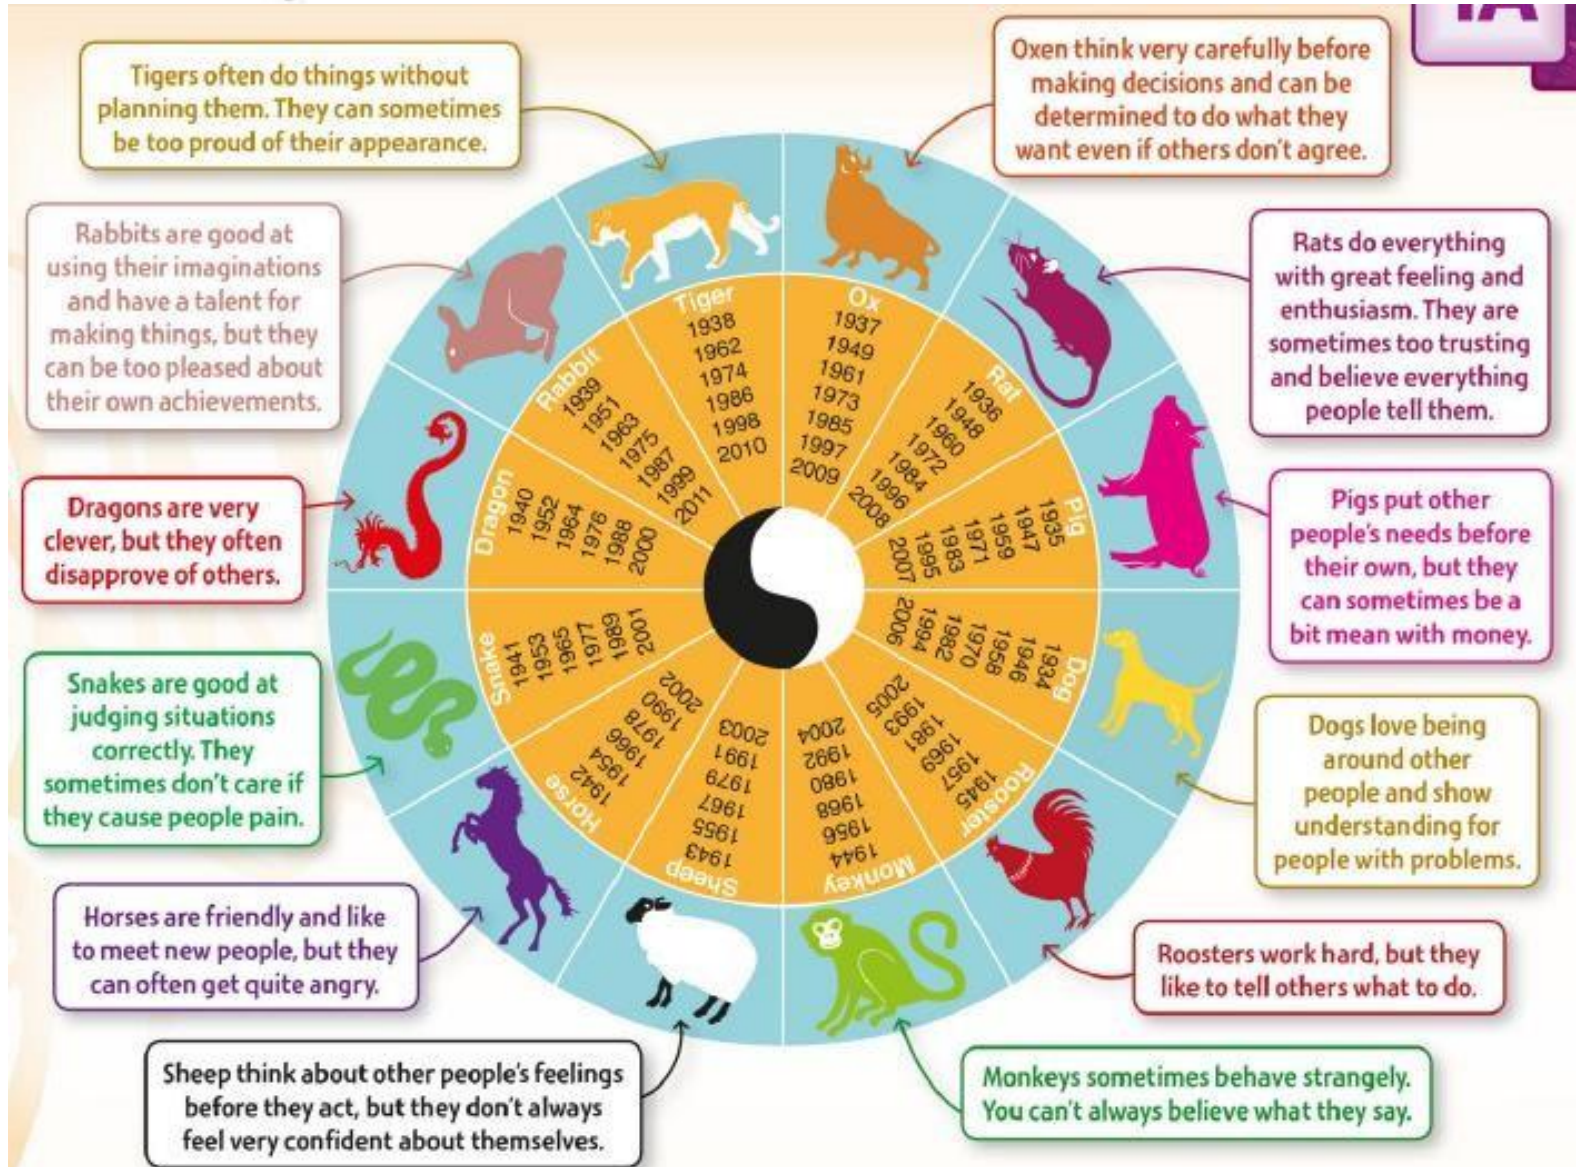 Tigers often do things without
planning them. They can sometimes
be too proud of their appearance.
Oxen think very carefully before
making decisions and can be
determined to do what they
want even if others don't agree.
Rabbits are good at
using their imaginations
and have a talent for
making things, but they
can be too pleased about
their own achievements.
Rats do everything
with great feeling and
enthusiasm. They are
sometimes too trusting
and believe everything
people tell them.
Dragons are very
clever, but they often
disapprove of others.
Pigs put other
people's needs before
their own, but they
can sometimes be a
bit mean with money.
Snakes are good at
judging situations
correctly. They
sometimes don't care if
they cause people pain.
Dogs love being
around other
people and show
understanding for
people with problems.
Horses are friendly and like
to meet new people, but they
can often get quite angry.
Roosters work hard, but they
like to tell others what to do.
Sheep think about other people's feelings
before they act, but they don't always
feel very confident about themselves.
Monkeys sometimes behave strangely.
You can't always believe what they say.
Tiger
1938
1962
1974
1986
1998
2010
Ox
1937
1949
1961
1973
1985
1997
2009
Rat
1936
1948
1960
1972
1984
1996
2008
Pig
1935
1947
1959
1971
1983
1995
2007
Dog
1934
1946
1958
1970
1982
1994
2006
Rooster
1945
1957
1969
1981
1993
2005
Monkey
1944
1956
1968
1980
1992
2004
Sheep
1943
1955
1967
1979
1991
2003
Horse
1942
1954
1966
1978
1990
2002
Snake
1941
1953
1965
1977
1989
2001
Dragon
1940
1952
1964
1976
1988
2000
Rabbit
1939
1951
1963
1975
1987
1999
2011